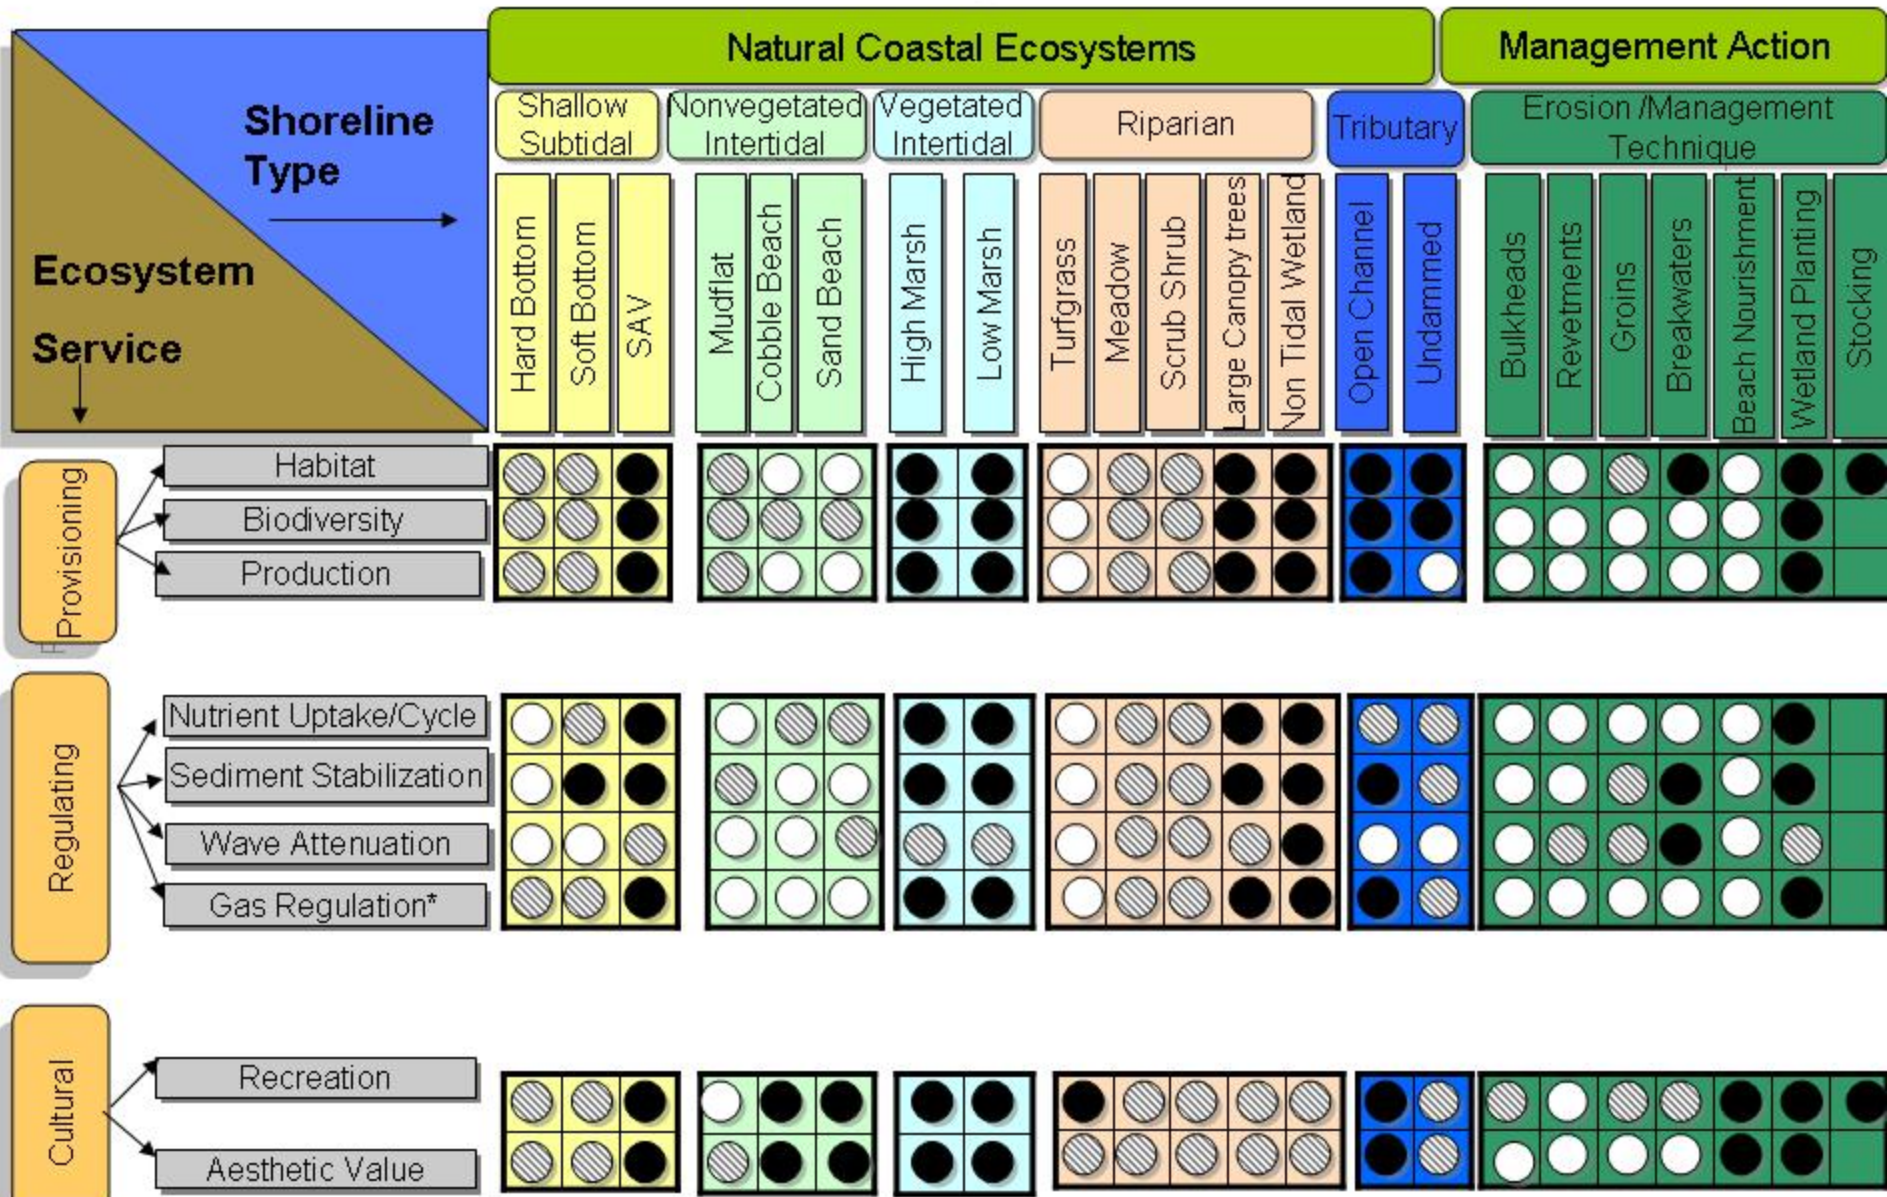 Natural Coastal Ecosystems
Management Action
Shoreline
Type
Ecosystem
Service
Shallow
Subtidal
Nonvegetated
Intertidal
Vegetated
Intertidal
Riparian
Tributary
Erosion /Management
Technique
Hard Bottom
Soft Bottom
SAV
Mudflat
Cobble Beach
Sand Beach
High Marsh
Low Marsh
Turfgrass
Meadow
Scrub Shrub
Large Canopy trees
Non Tidal Wetland
Open Channel
Undammed
Bulkheads
Revetments
Groins
Breakwaters
Beach Nourishment
Wetland Planting
Stocking
Provisioning
Habitat
Biodiversity
Production
Regulating
Nutrient Uptake/Cycle
Sediment Stabilization
Wave Attenuation
Gas Regulation*
Cultural
Recreation
Aesthetic Value